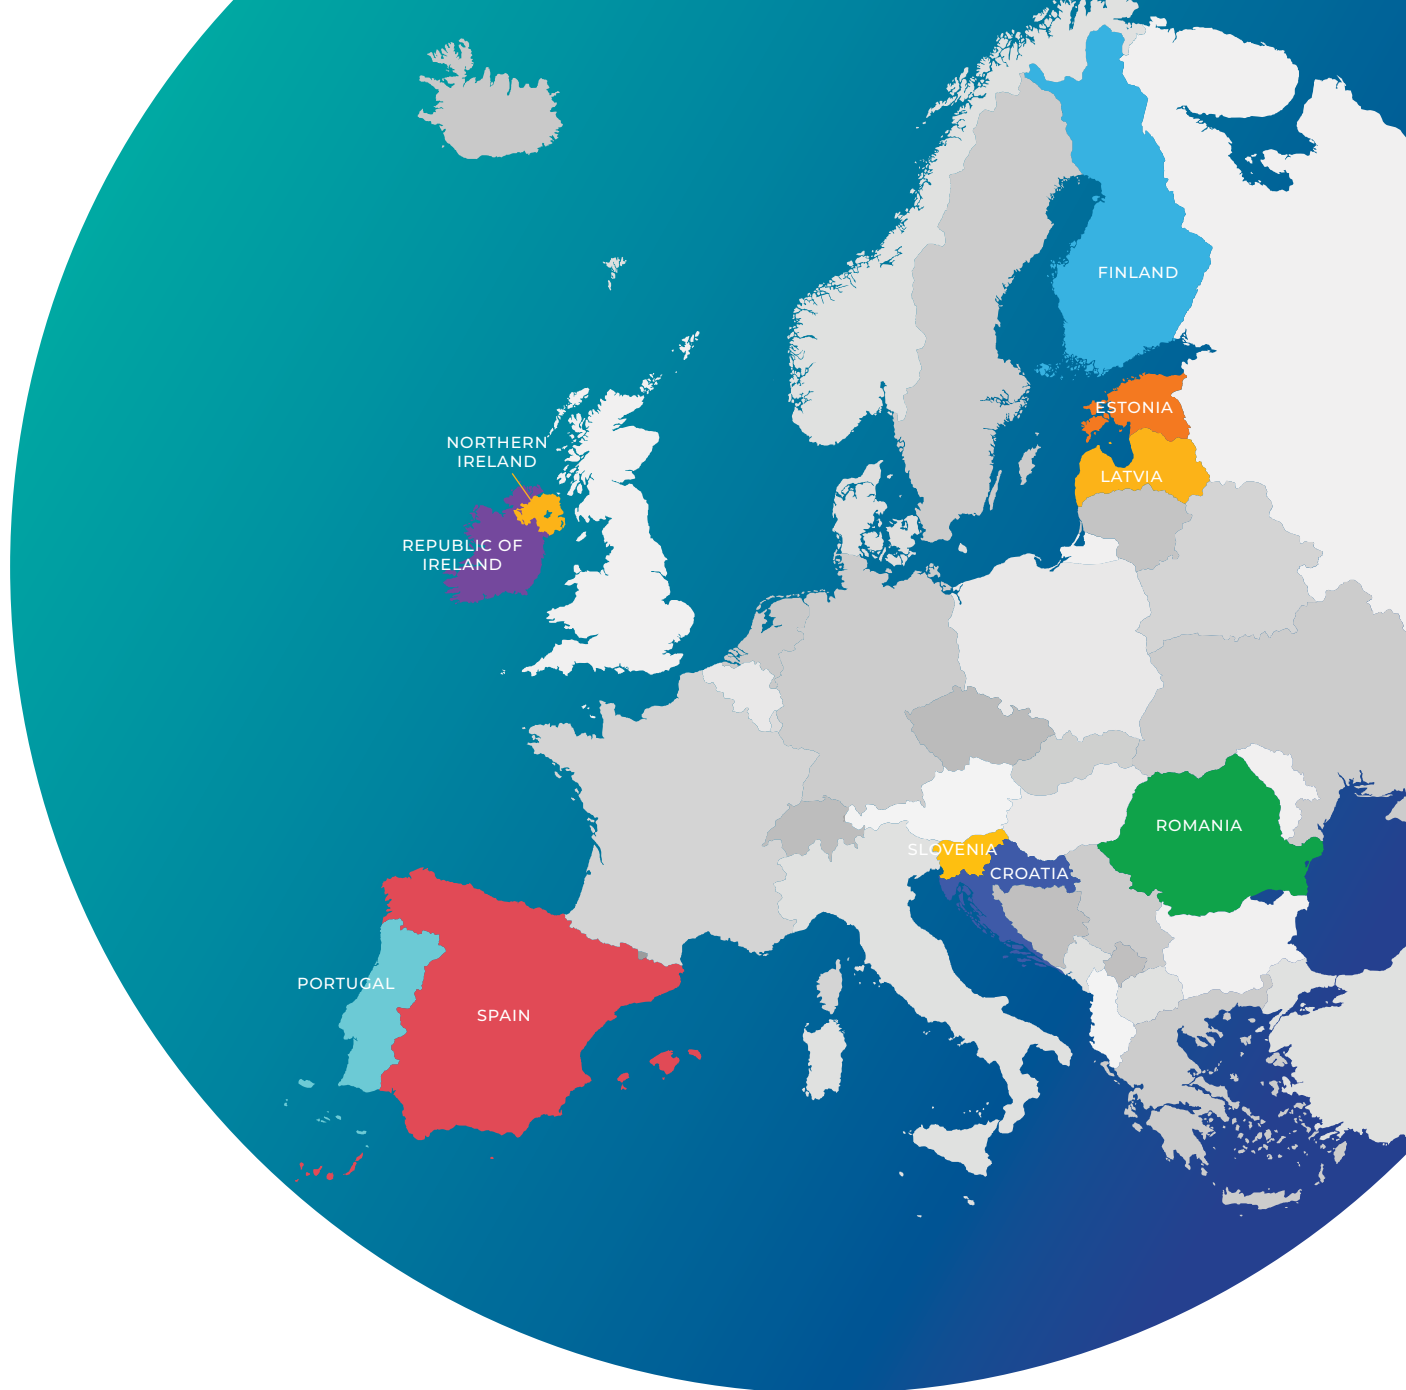 FINLAND
ESTONIA
NORTHERN
IRELAND
LATVIA
REPUBLIC OF
IRELAND
ROMANIA
SLOVENIA
CROATIA
PORTUGAL
SPAIN